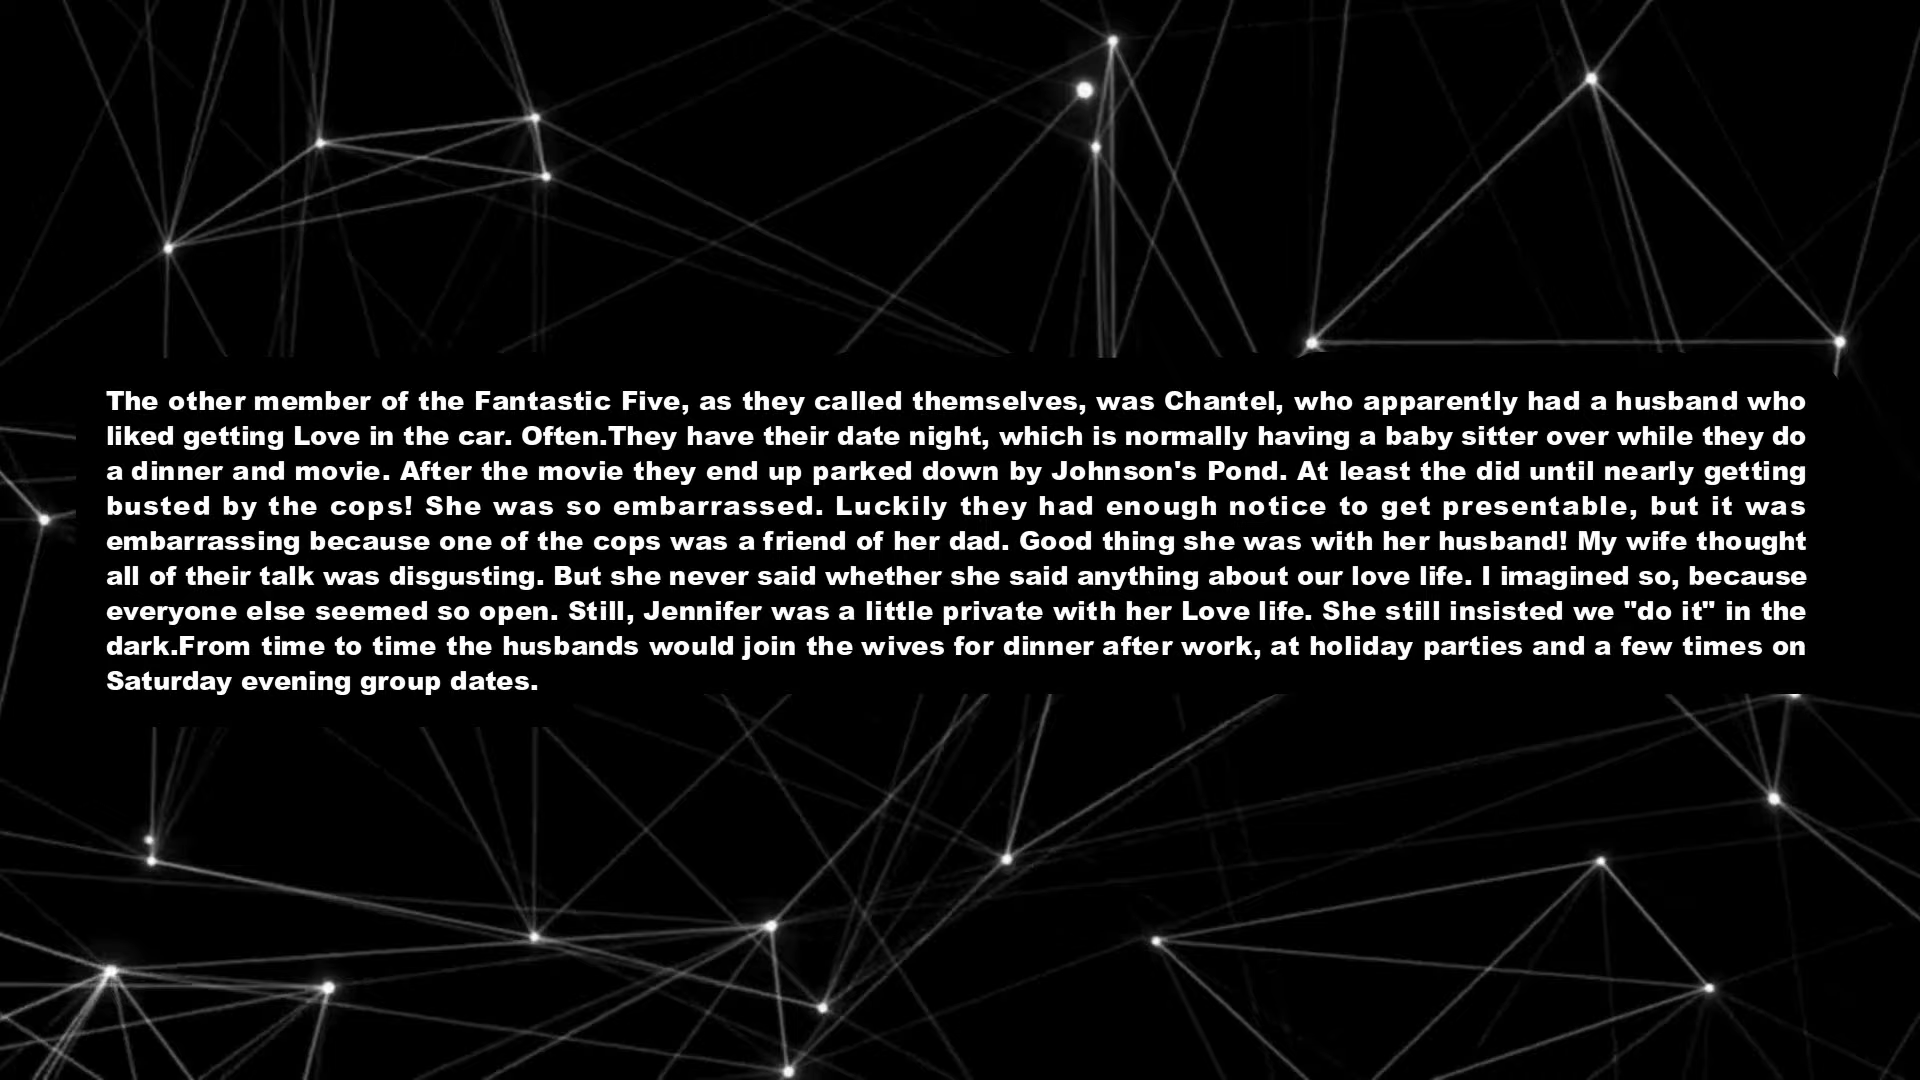 The other member of the Fantastic Five, as they called themselves, was Chantel, who apparently had a husband who
liked getting Love in the car. Often.They have their date night, which is normally having a baby sitter over while they do
a dinner and movie. After the movie they end up parked down by Johnson's Pond. At least the did until nearly getting
busted by the cops! She was so embarrassed. Luckily they had enough notice to get presentable, but it was
embarrassing because one of the cops was a friend of her dad. Good thing she was with her husband! My wife thought
all of their talk was disgusting. But she never said whether she said anything about our love life. I imagined so, because
everyone else seemed so open. Still, Jennifer was a little private with her Love life. She still insisted we "do it" in the
dark.From time to time the husbands would join the wives for dinner after work, at holiday parties and a few times on
Saturday evening group dates.